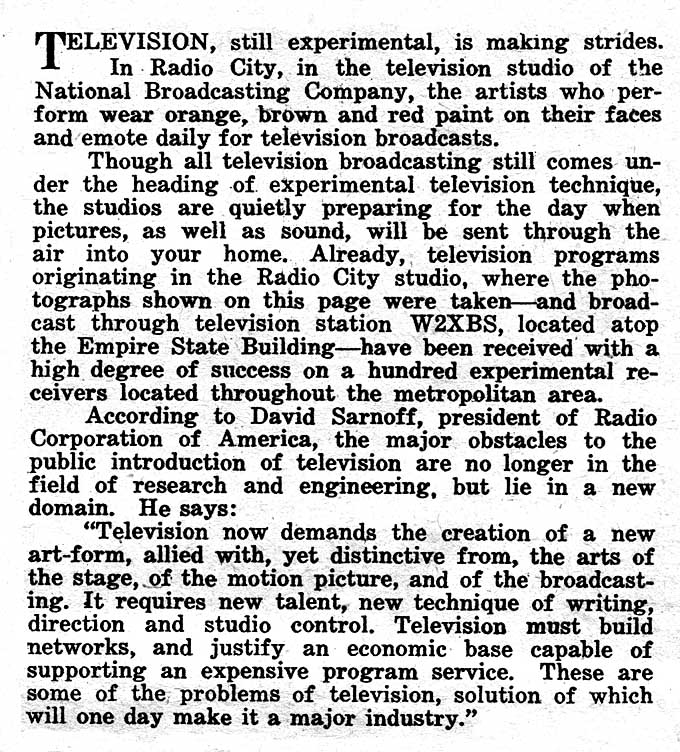 TELEVISION, still experimental, is making strides.
In Radio City, in the television studio of the
National Broadcasting Company, the artists who per-
form wear orange, brown and red paint on their faces
and emote daily for television broadcasts.
Though all television broadcasting still comes un-
der the heading of experimental television technique,
the studios are quietly preparing for the day when
pictures, as well as sound, will be sent through the
air into your home. Already, television programs
originating in the Radio City studio, where the pho-
tographs shown on this page were taken—and broad-
cast through television station W2XBS, located atop
the Empire State Building—have been received with a
high degree of success on a hundred experimental re-
ceivers located throughout the metropolitan area.
According to David Sarnoff, president of Radio
Corporation of America, the major obstacles to the
public introduction of television are no longer in the
field of research and engineering, but lie in a new
domain. He says:
"Television now demands the creation of a new
art-form, allied with, yet distinctive from, the arts of
the stage, of the motion picture, and of the broadcast-
ing. It requires new talent, new technique of writing,
direction and studio control. Television must build
networks, and justify an economic base capable of
supporting an expensive program service. These are
some of the problems of television, solution of which
will one day make it a major industry."